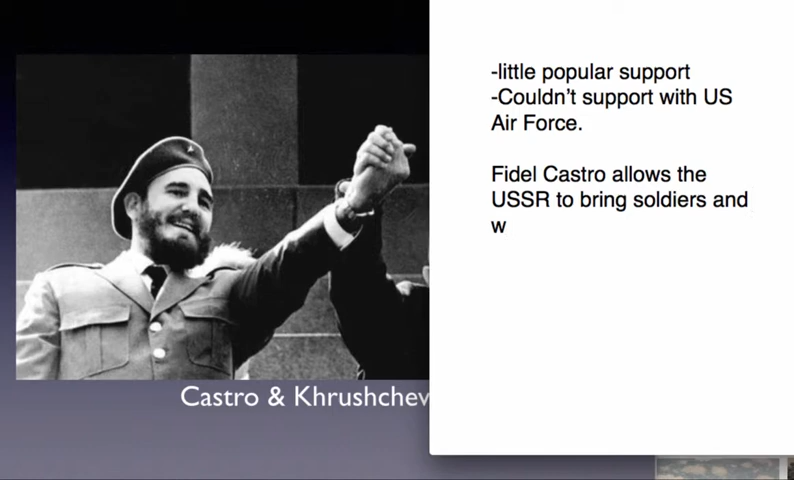 -little popular support
-Couldn't support with US
Air Force.
Fidel Castro allows the
USSR to bring soldiers and
w
Castro & Khrushchev